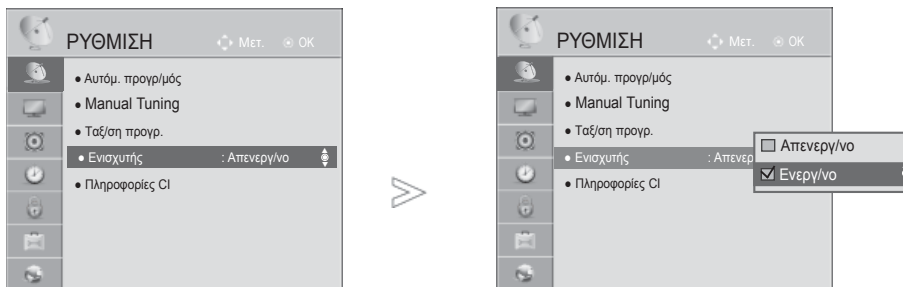 ΡΥΘΜΙΣΗ Μετ. OK
● Αυτόμ. προγρ/μός
● Manual Tuning
● Ταξ/ση προγρ.
● Ενισχυτής : Απενεργ/νο
● Πληροφορίες CI
ΡΥΘΜΙΣΗ Μετ. OK
● Αυτόμ. προγρ/μός
● Manual Tuning
● Ταξ/ση προγρ.
● Ενισχυτής : Απενερ
● Πληροφορίες CI
Απενεργ/νο
Ενεργ/νο